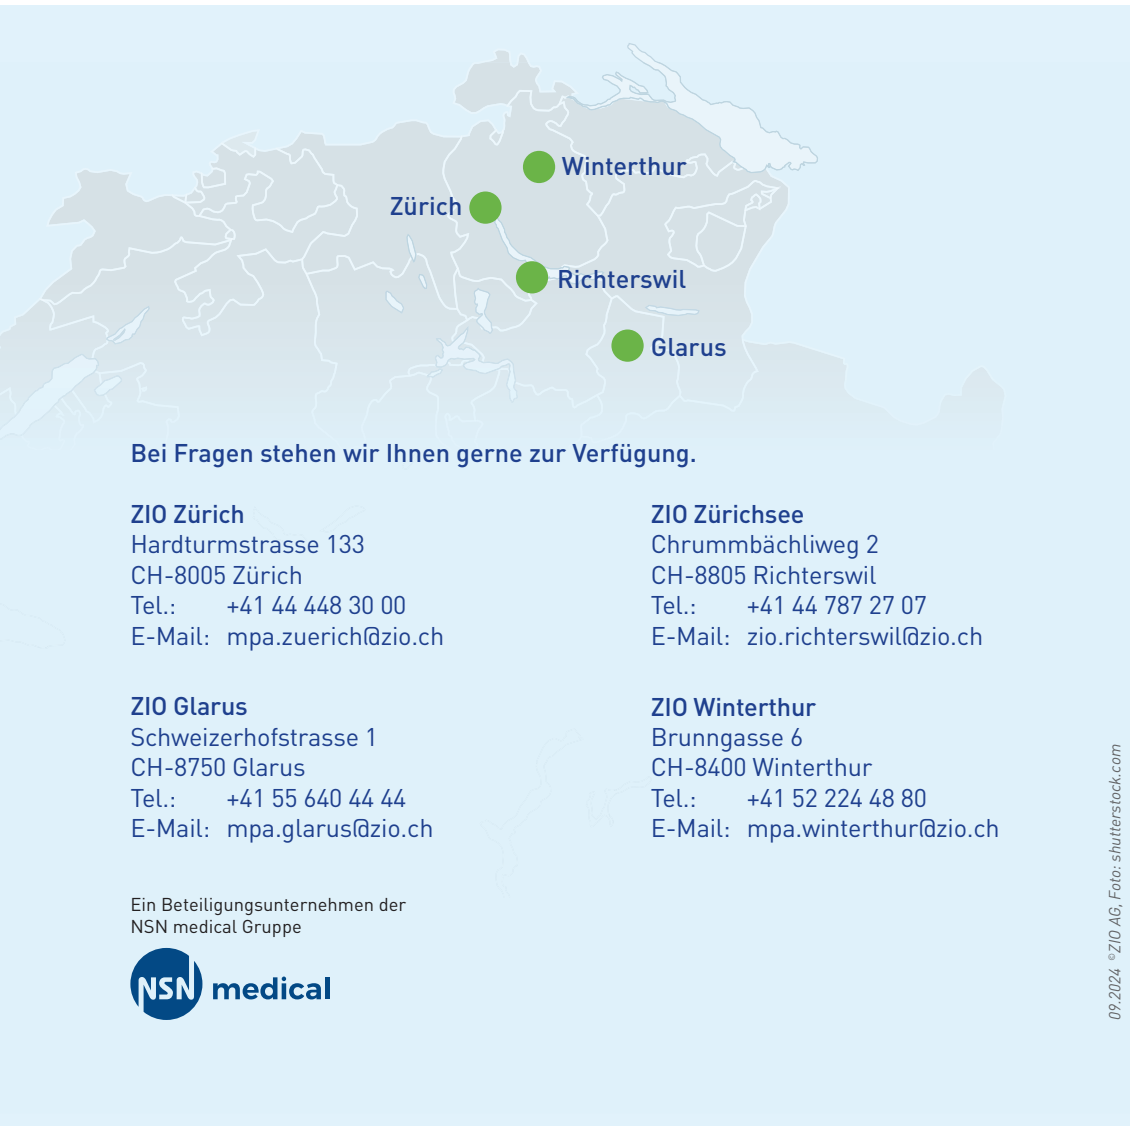 Winterthur
Zürich
Richterswil
Glarus
Bei Fragen stehen wir Ihnen gerne zur Verfügung.
ZIO Zürich
Hardturmstrasse 133
CH-8005 Zürich
Tel.: +41 44 448 30 00
E-Mail: mpa.zuerich@zio.ch
ZIO Zürichsee
Chrummbächliweg 2
CH-8805 Richterswil
Tel.: +41 44 787 27 07
E-Mail: zio.richterswil@zio.ch
ZIO Glarus
Schweizerhofstrasse 1
CH-8750 Glarus
Tel.: +41 55 640 44 44
E-Mail: mpa.glarus@zio.ch
ZIO Winterthur
Brunngasse 6
CH-8400 Winterthur
Tel.: +41 52 224 48 80
E-Mail: mpa.winterthur@zio.ch
Ein Beteiligungsunternehmen der
NSN medical Gruppe
NSN medical
09.2024 ©ZIO AG, Foto: shutterstock.com